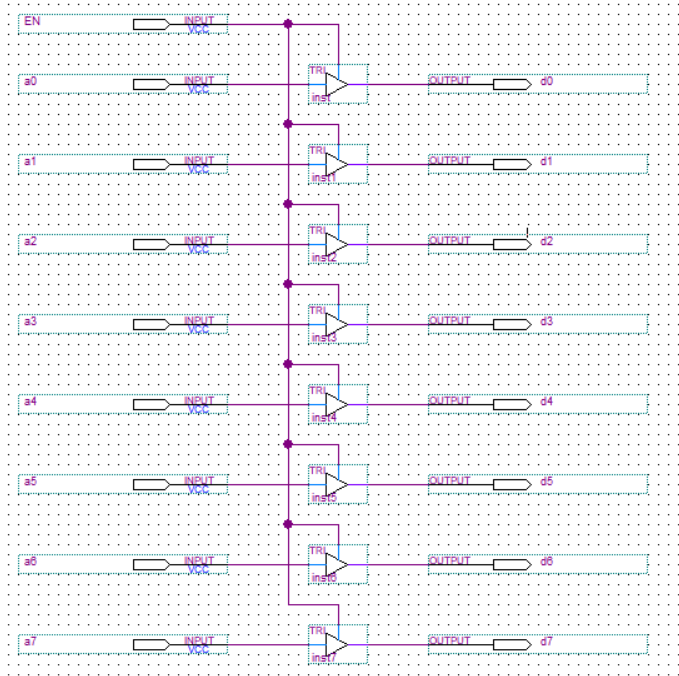 EN INPUT VCC
TRI
a0 INPUT VCC OUTPUT d0
inst
TRI
a1 INPUT VCC OUTPUT d1
inst1
TRI
a2 INPUT VCC OUTPUT d2
inst2
TRI
a3 INPUT VCC OUTPUT d3
inst3
TRI
a4 INPUT VCC OUTPUT d4
inst4
TRI
a5 INPUT VCC OUTPUT d5
inst5
TRI
a6 INPUT VCC OUTPUT d6
inst6
TRI
a7 INPUT VCC OUTPUT d7
inst7